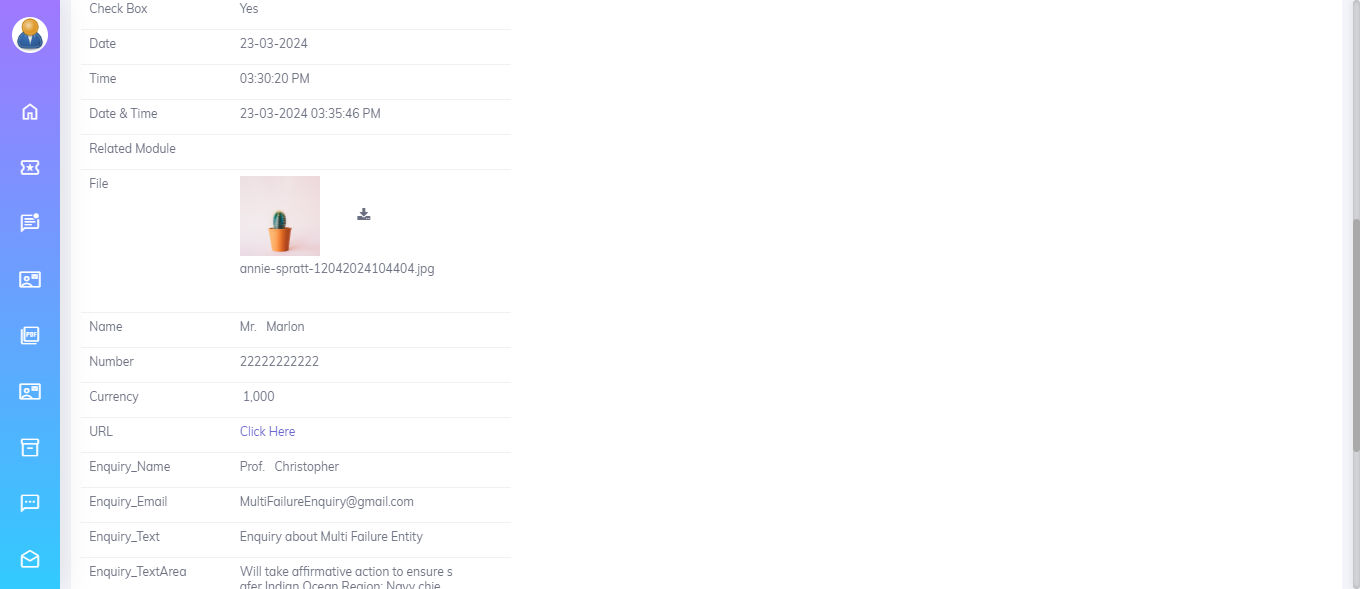 Check Box Yes
Date 23-03-2024
Time 03:30:20 PM
Date & Time 23-03-2024 03:35:46 PM
Related Module
File
annie-spratt-12042024104404.jpg
Name Mr. Marlon
Number 22222222222
Currency 1,000
URL Click Here
Enquiry_Name Prof. Christopher
Enquiry_Email MultiFailureEnquiry@gmail.com
Enquiry_Text Enquiry about Multi Failure Entity
Enquiry_TextArea Will take affirmative action to ensure s
afer Indian Ocean Region: Navy chie
PDF